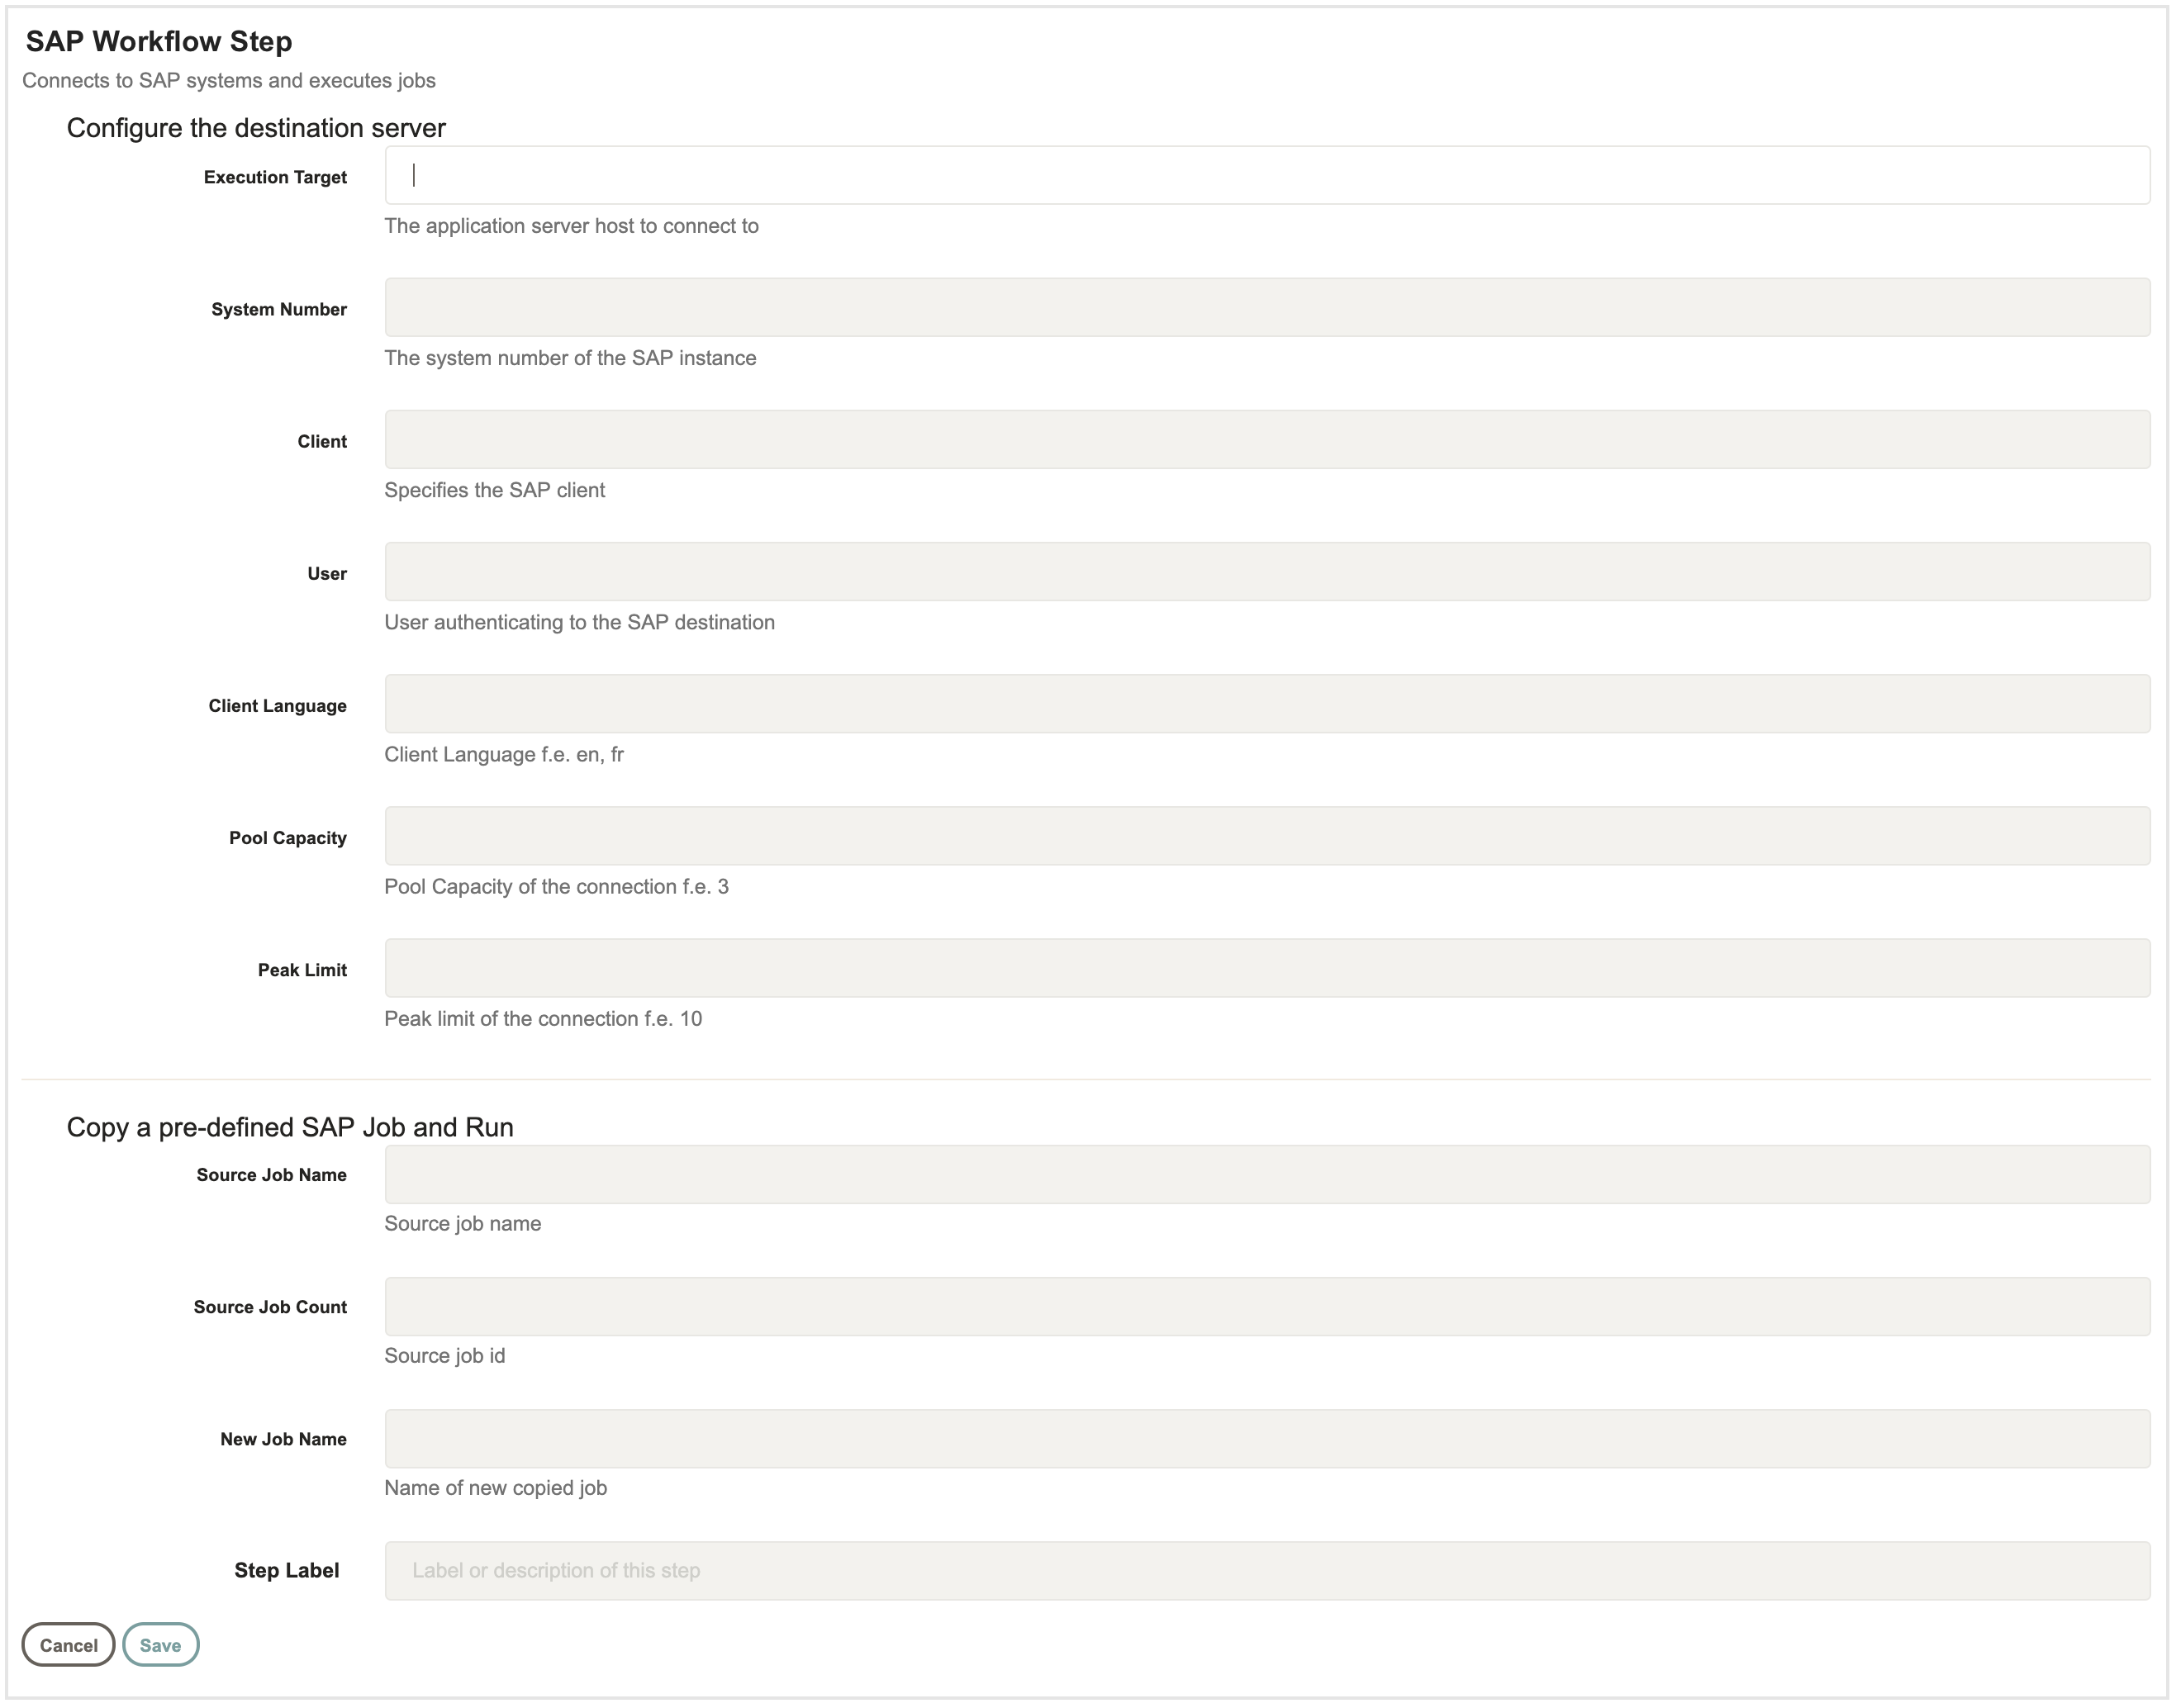 SAP Workflow Step
Connects to SAP systems and executes jobs
Configure the destination server
Execution Target
The application server host to connect to
System Number
The system number of the SAP instance
Client
Specifies the SAP client
User
User authenticating to the SAP destination
Client Language
Client Language f.e. en, fr
Pool Capacity
Pool Capacity of the connection f.e. 3
Peak Limit
Peak limit of the connection f.e. 10
Copy a pre-defined SAP Job and Run
Source Job Name
Source job name
Source Job Count
Source job id
New Job Name
Name of new copied job
Step Label Label or description of this step
Cancel Save